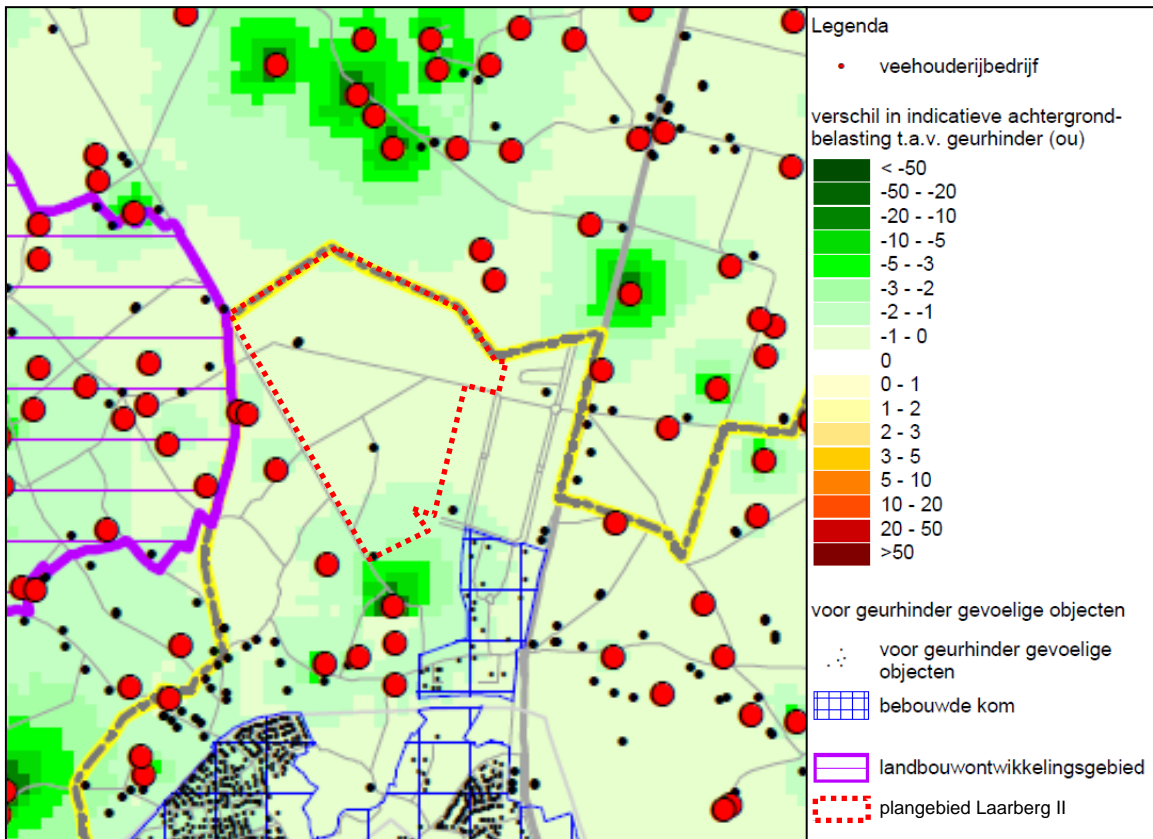 Legenda
veehouderijbedrijf
verschil in indicatieve achtergrond-
belasting t.a.v. geurhinder (ou)
< -50
-50 - -20
-20 - -10
-10 - -5
-5 - -3
-3 - -2
-2 - -1
-1 - 0
0
0 - 1
1 - 2
2 - 3
3 - 5
5 - 10
10 - 20
20 - 50
>50
voor geurhinder gevoelige objecten
voor geurhinder gevoelige
objecten
bebouwde kom
landbouwontwikkelingsgebied
plangebied Laarberg II